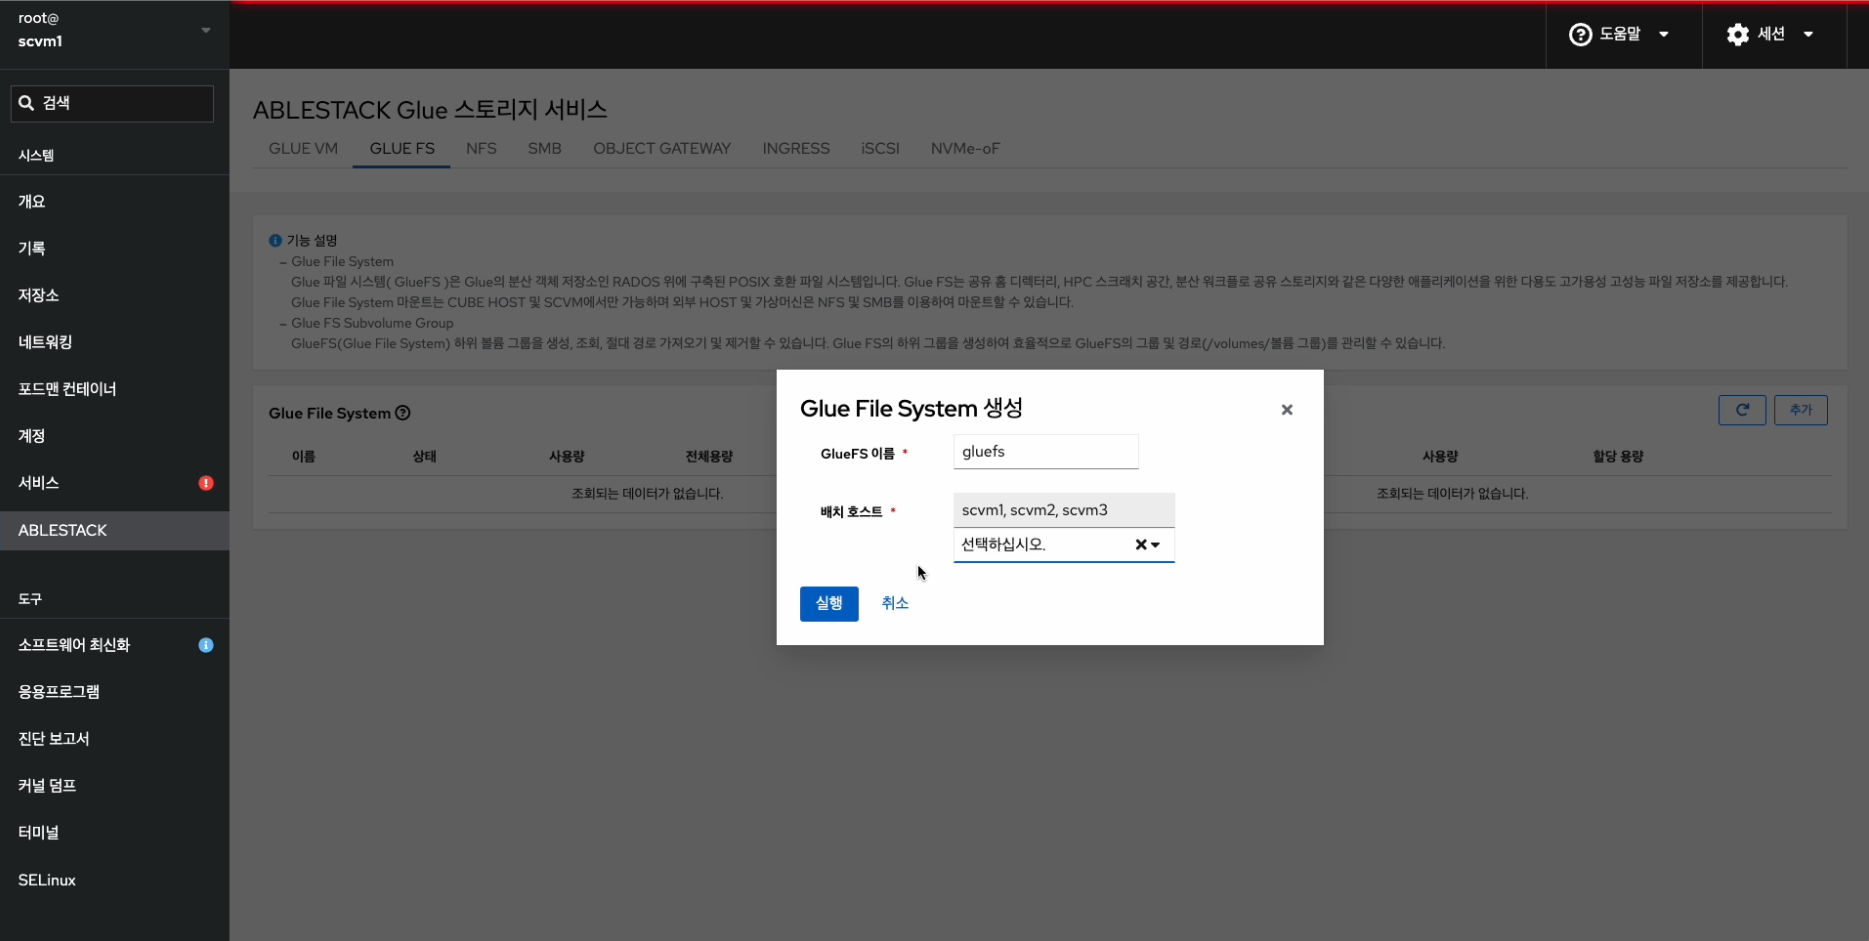 root@
scvm1
도움말
세션
검색
시스템
개요
기록
저장소
네트워킹
포드맨 컨테이너
계정
서비스
ABLESTACK
도구
소프트웨어 최신화
응용프로그램
진단 보고서
커널 덤프
터미널
SELinux
ABLESTACK Glue 스토리지 서비스
GLUE VM GLUE FS NFS SMB OBJECT GATEWAY INGRESS iSCSI NVMe-oF
기능 설명
– Glue File System
Glue 파일 시스템( GlueFS )은 Glue의 분산 객체 저장소인 RADOS 위에 구축된 POSIX 호환 파일 시스템입니다. Glue FS는 공유 홈 디렉터리, HPC 스크래치 공간, 분산 워크플로 공유 스토리지와 같은 다양한 애플리케이션을 위한 다용도 고가용성 고성능 파일 저장소를 제공합니다.
Glue File System 마운트는 CUBE HOST 및 SCVM에서만 가능하며 외부 HOST 및 가상머신은 NFS 및 SMB를 이용하여 마운트할 수 있습니다.
– Glue FS Subvolume Group
GlueFS(Glue File System) 하위 볼륨 그룹을 생성, 조회, 절대 경로 가져오기 및 제거할 수 있습니다. Glue FS의 하위 그룹을 생성하여 효율적으로 GlueFS의 그룹 및 경로(/volumes/볼륨 그룹)를 관리할 수 있습니다.
Glue File System
추가
이름 상태 사용량 전체용량 사용량 할당 용량
조회되는 데이터가 없습니다. 조회되는 데이터가 없습니다.
Glue File System 생성
GlueFS 이름 * gluefs
배치 호스트 * scvm1, scvm2, scvm3
선택하십시오.
실행 취소